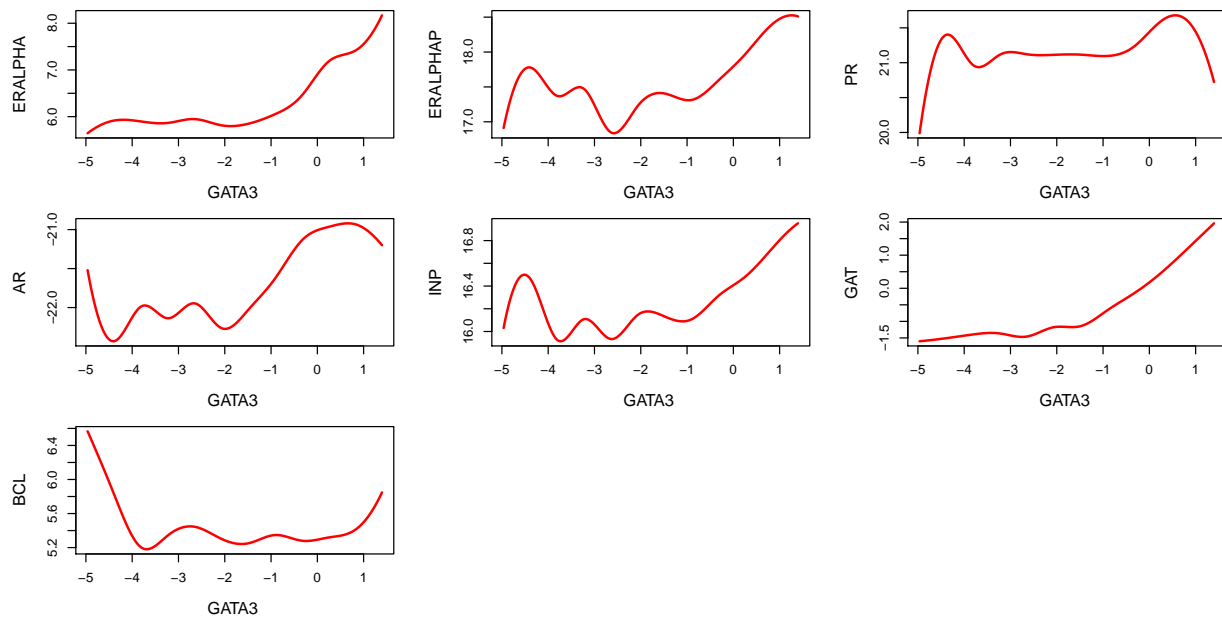 ERALPHA
8.0
7.0
6.0
−5 −4 −3 −2 −1 0 1
GATA3
ERALPHAP
18.0
17.0
−5 −4 −3 −2 −1 0 1
GATA3
PR
21.0
20.0
−5 −4 −3 −2 −1 0 1
GATA3
AR
-21.0
-22.0
−5 −4 −3 −2 −1 0 1
GATA3
INP
16.8
16.4
16.0
−5 −4 −3 −2 −1 0 1
GATA3
GAT
2.0
0.0
−1.5
−5 −4 −3 −2 −1 0 1
GATA3
BCL
6.4
6.0
5.6
5.2
−5 −4 −3 −2 −1 0 1
GATA3